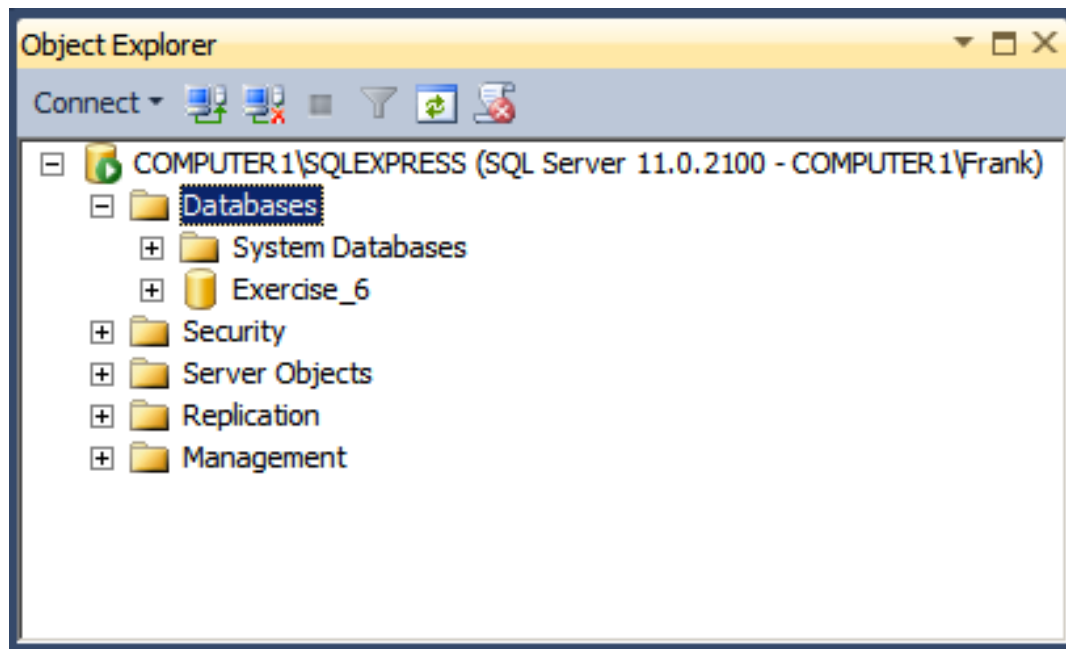 Object Explorer
Connect
COMPUTER1\SQLEXPRESS (SQL Server 11.0.2100 - COMPUTER1\Frank)
Databases
System Databases
Exercise_6
Security
Server Objects
Replication
Management